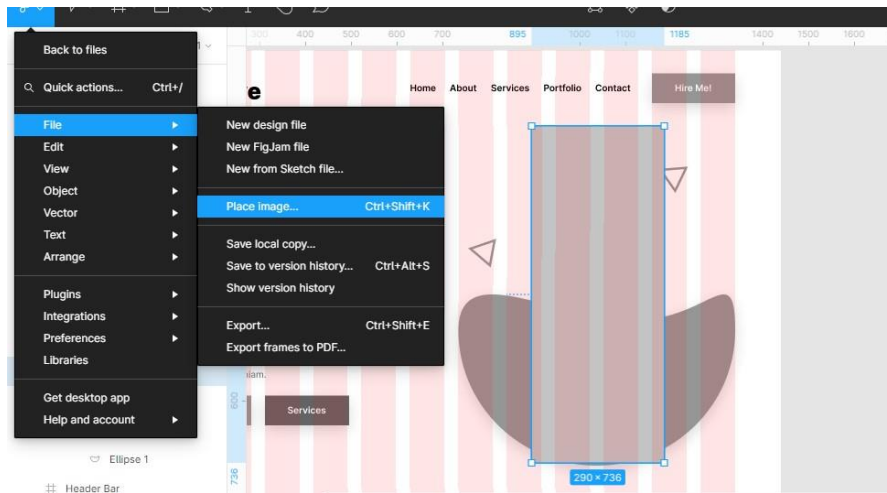 300 400 500 600 700 895 1000 1100 1185 1400 1500 1600
Back to files
Quick actions... Ctrl+/
Home About Services Portfolio Contact Hire Me!
File
Edit
View
Object
Vector
Text
Arrange
Plugins
Integrations
Preferences
Libraries
Get desktop app
Help and account
New design file
New FigJam file
New from Sketch file...
Place image... Ctrl+Shift+K
Save local copy...
Save to version history... Ctrl+Alt+S
Show version history
Export... Ctrl+Shift+E
Export frames to PDF...
600
Services
Ellipse 1
736
290 × 736
Header Bar